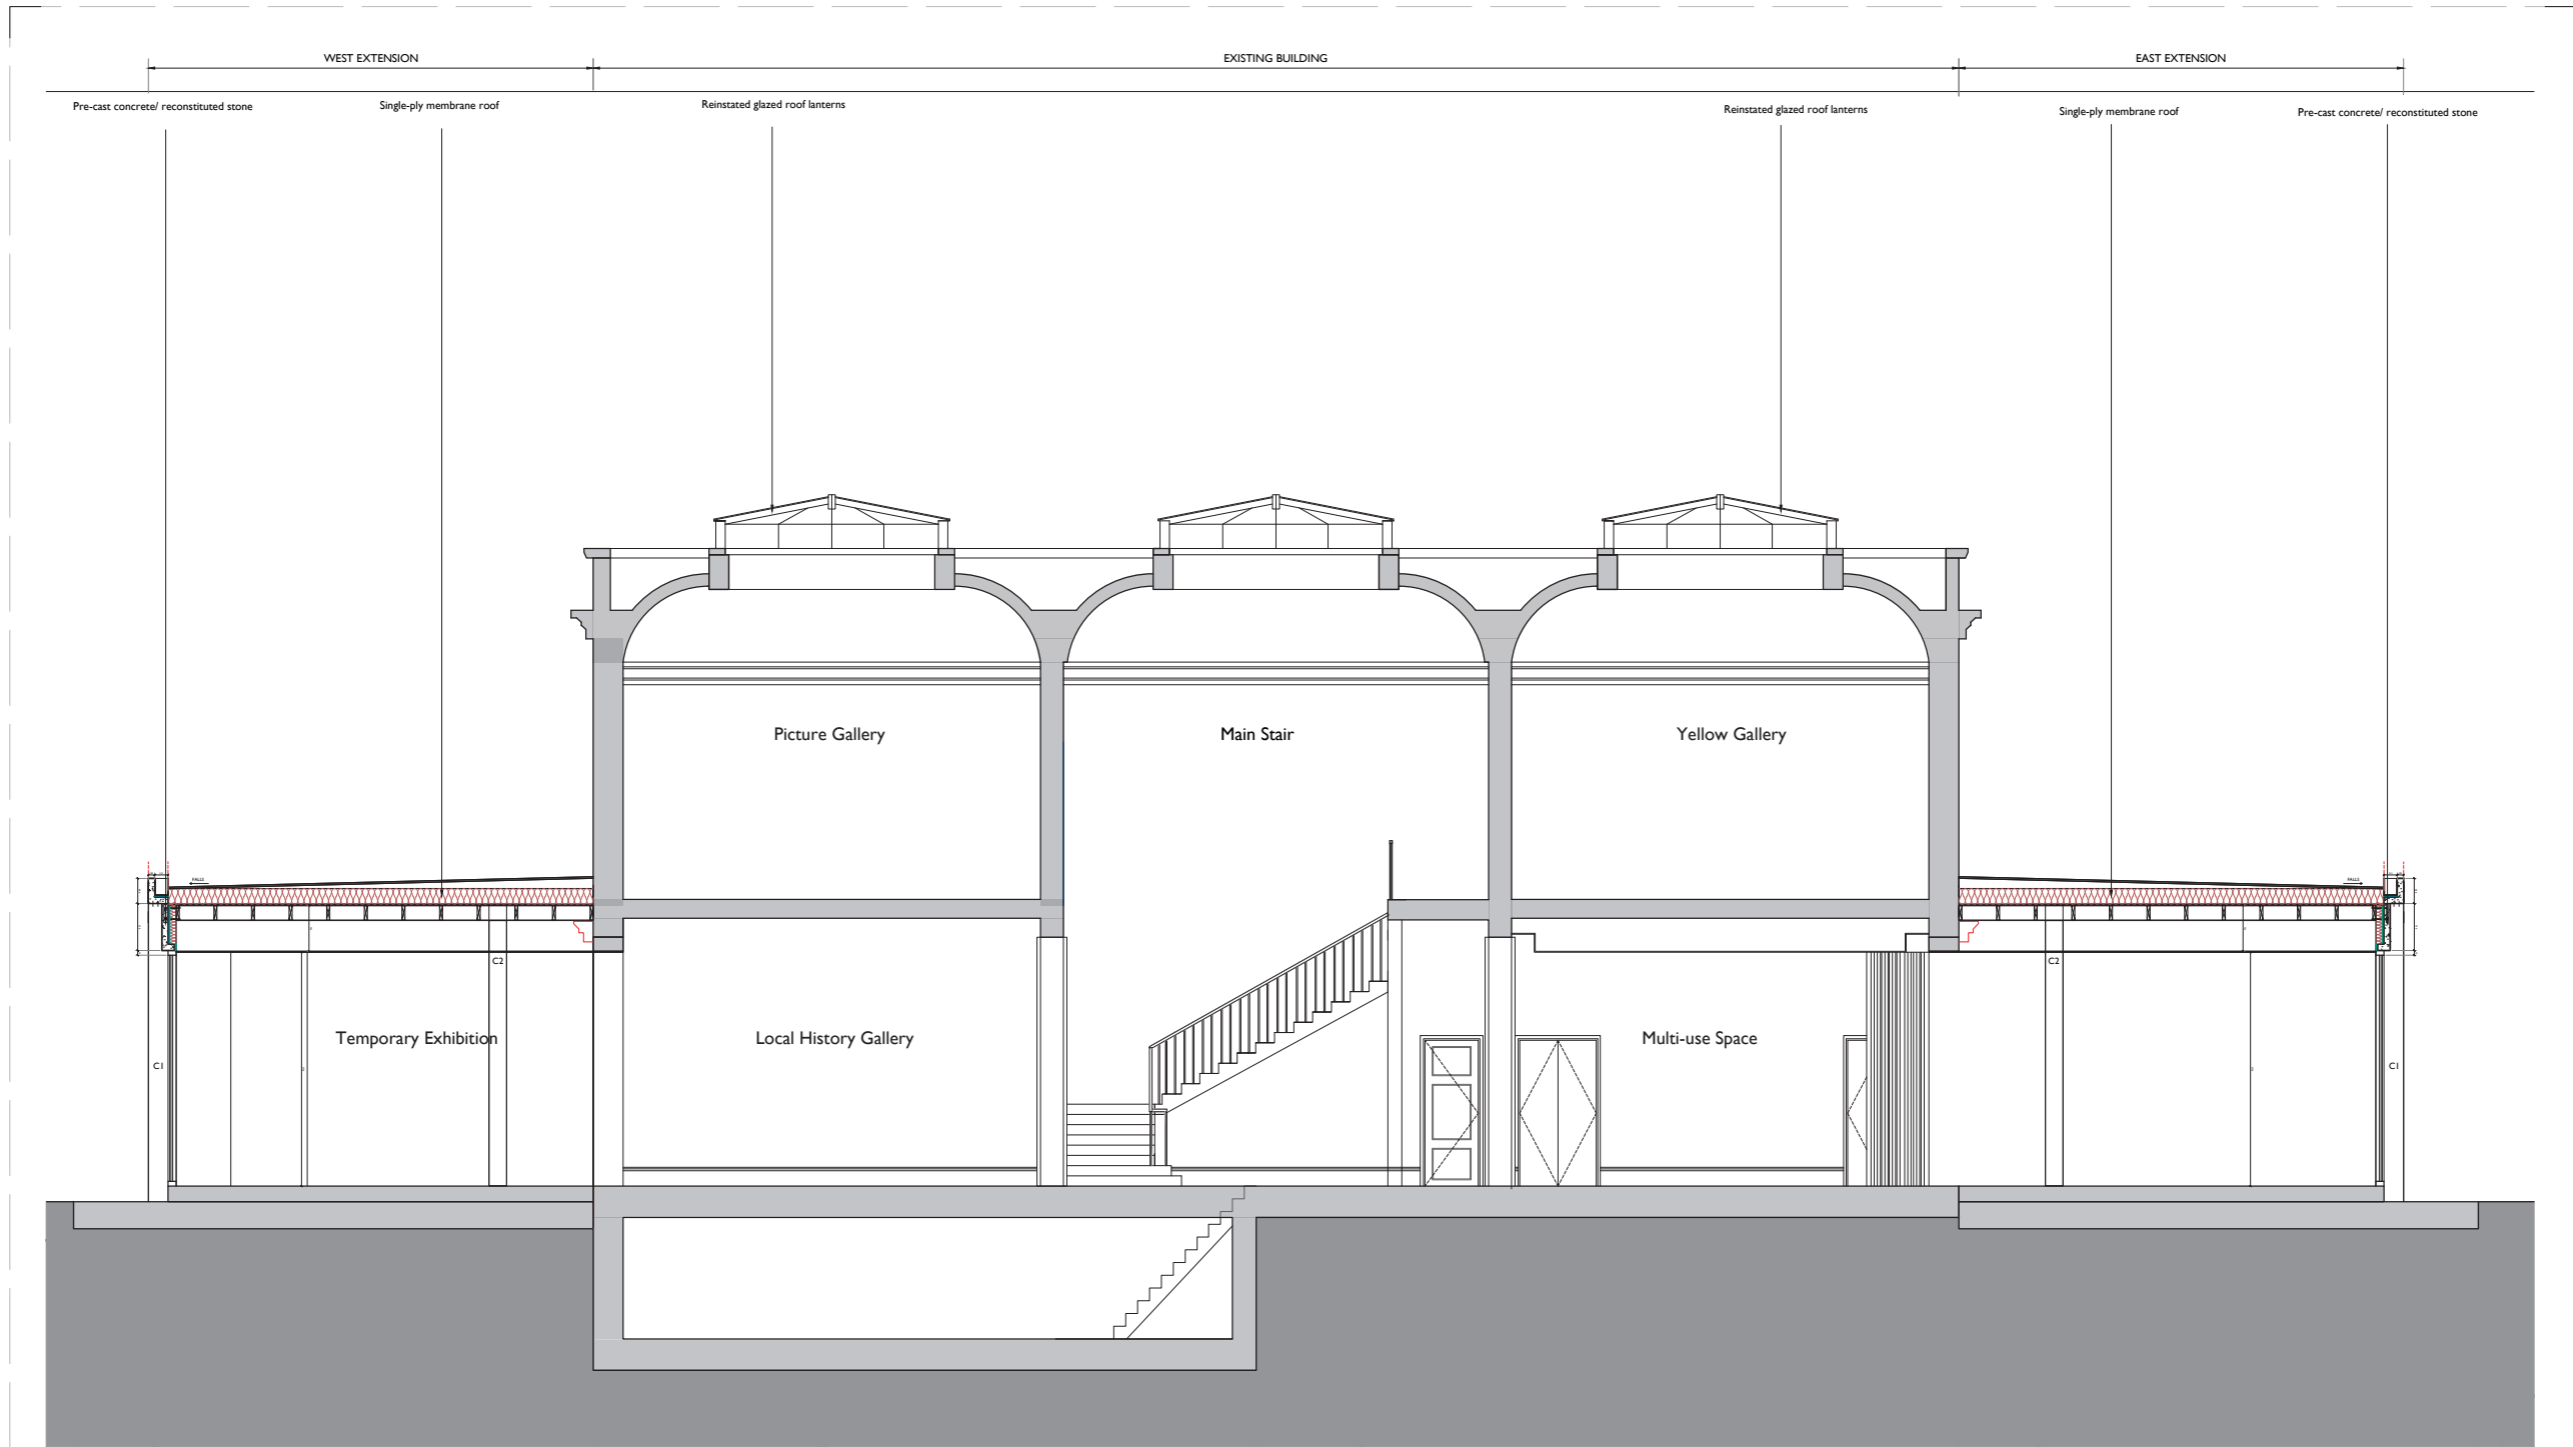 WEST EXTENSION
EXISTING BUILDING
EAST EXTENSION
Pre-cast concrete/ reconstituted stone
Single-ply membrane roof
Reinstated glazed roof lanterns
Reinstated glazed roof lanterns
Single-ply membrane roof
Pre-cast concrete/ reconstituted stone
Picture Gallery
Main Stair
Yellow Gallery
FALLS
FALLS
C2
C2
Temporary Exhibition
Local History Gallery
Multi-use Space
C1
C1